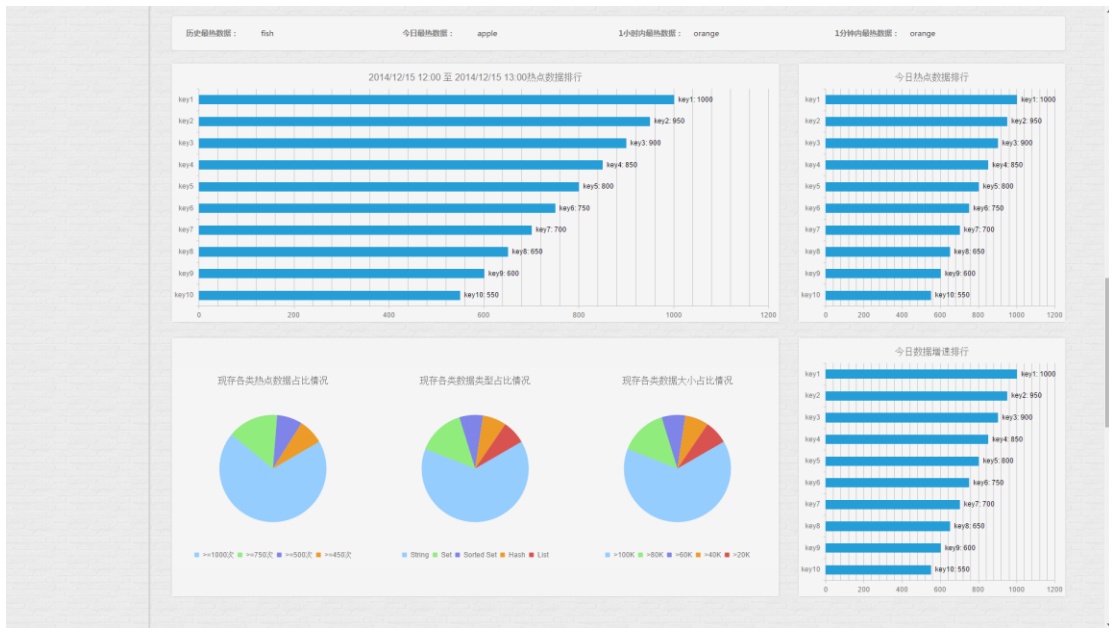 历史最热数据： fish 今日最热数据： apple 1小时内最热数据： orange 1分钟内最热数据： orange
2014/12/15 12:00 至 2014/12/15 13:00热点数据排行
key1 key1: 1000
key2 key2: 950
key3 key3: 900
key4 key4: 850
key5 key5: 800
key6 key6: 750
key7 key7: 700
key8 key8: 650
key9 key9: 600
key10 key10: 550
0 200 400 600 800 1000 1200
今日热点数据排行
key1 key1: 1000
key2 key2: 950
key3 key3: 900
key4 key4: 850
key5 key5: 800
key6 key6: 750
key7 key7: 700
key8 key8: 650
key9 key9: 600
key10 key10: 550
0 200 400 600 800 1000 1200
现存各类热点数据占比情况
>=1000次 >=750次 >=500次 >=450次
现存各类数据类型占比情况
String Set Sorted Set Hash List
现存各类数据大小占比情况
>100K >80K >60K >40K >20K
今日数据增速排行
key1 key1: 1000
key2 key2: 950
key3 key3: 900
key4 key4: 850
key5 key5: 800
key6 key6: 750
key7 key7: 700
key8 key8: 650
key9 key9: 600
key10 key10: 550
0 200 400 600 800 1000 1200